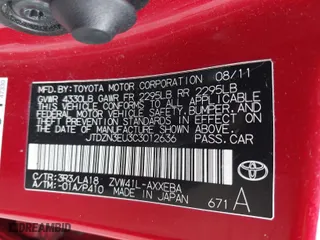 MFD.BY:TOYOTA MOTOR CORPORATION 08/11
GVWR 4330LB GAWR FR 2295LB RR 2295LB
THIS VEHICLE CONFORMS TO ALL APPLICABLE
FEDERAL MOTOR VEHICLE SAFETY, BUMPER, AND
THEFT PREVENTION STANDARDS IN EFFECT ON
THE DATE OF MANUFACTURE SHOWN ABOVE.
JTDZN3EU3C3012636 PASS.CAR
C/TR:3R3/LA18 ZVW41L-AXXEBA
A/TM:-01A/P410 MADE IN JAPAN
671 A
TOYOTA